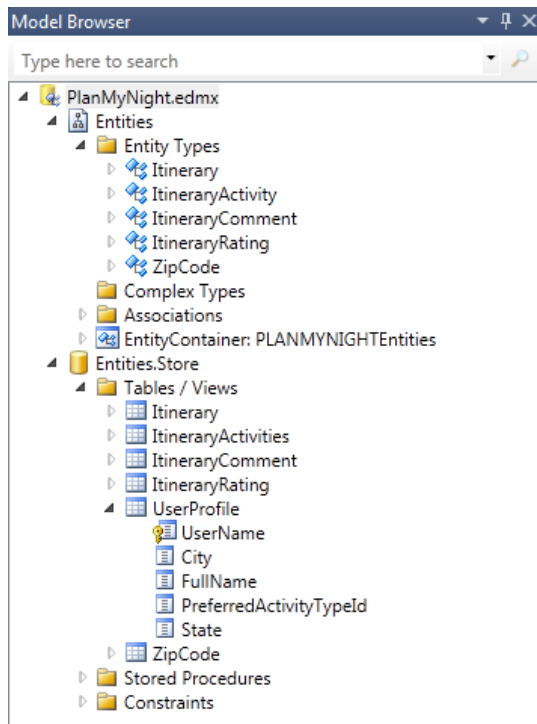 Model Browser
Type here to search
PlanMyNight.edmx
Entities
Entity Types
Itinerary
ItineraryActivity
ItineraryComment
ItineraryRating
ZipCode
Complex Types
Associations
EntityContainer: PLANMYNIGHTEntities
Entities.Store
Tables / Views
Itinerary
ItineraryActivities
ItineraryComment
ItineraryRating
UserProfile
UserName
City
FullName
PreferredActivityTypeId
State
ZipCode
Stored Procedures
Constraints